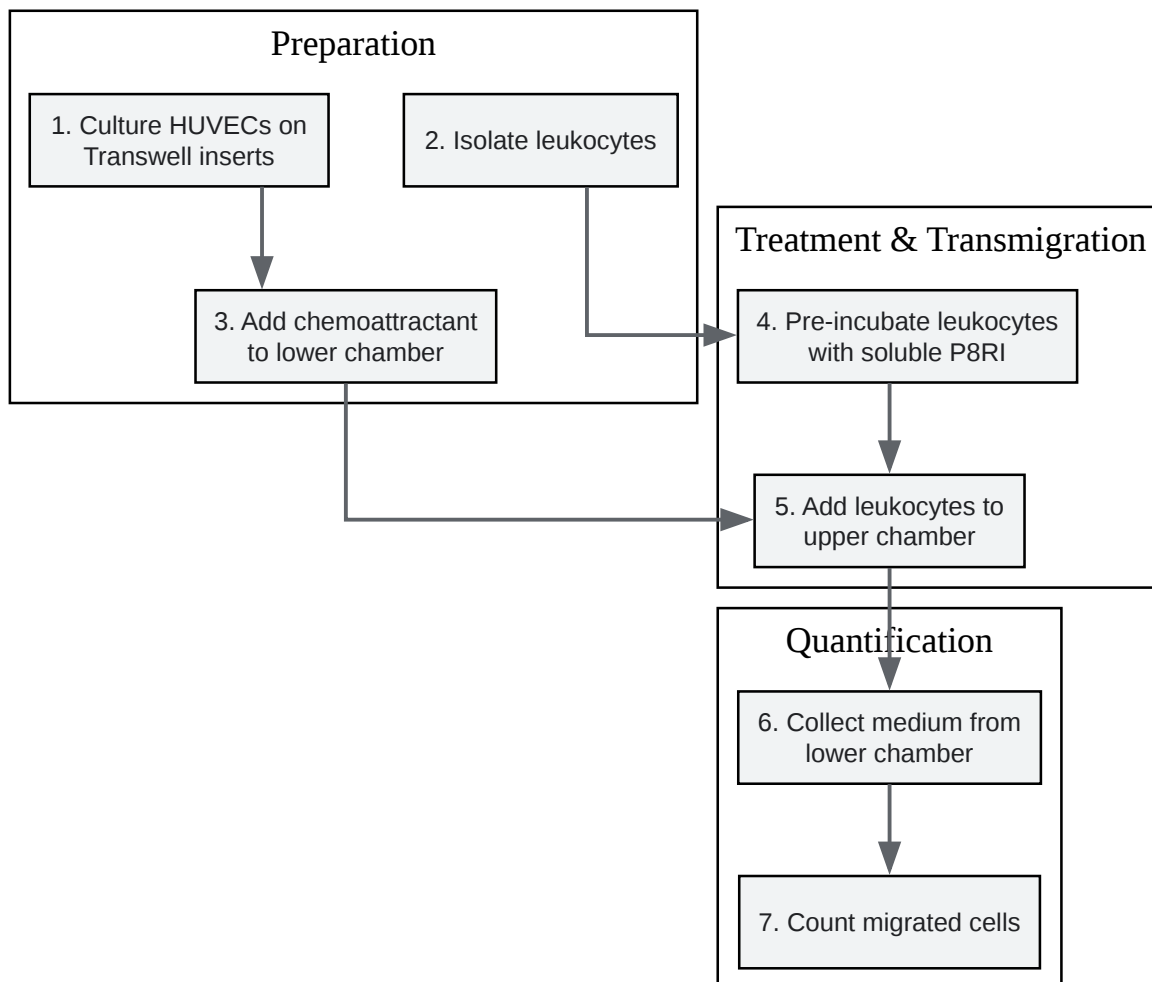 Preparation
1. Culture HUVECs on
Transwell inserts
2. Isolate leukocytes
3. Add chemoattractant
to lower chamber
Treatment & Transmigration
4. Pre-incubate leukocytes
with soluble P8RI
5. Add leukocytes to
upper chamber
Quantification
6. Collect medium from
lower chamber
7. Count migrated cells